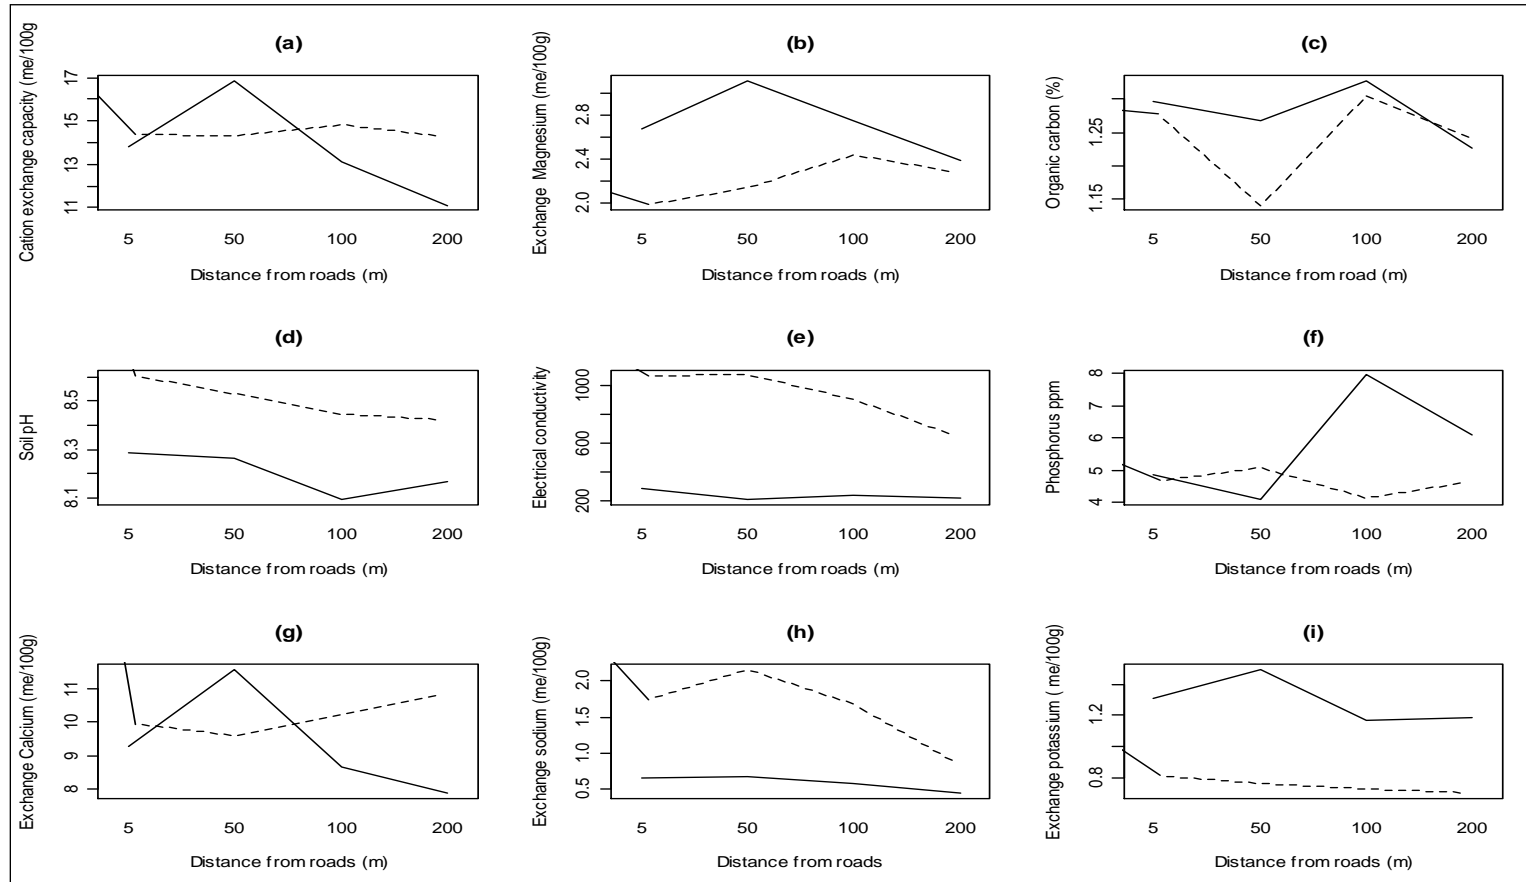 (a)
Cation exchange capacity (me/100g
17
15
13
11
5 50 100 200
Distance from roads (m)
(b)
Exchange Magnesium (me/100g)
2.8
2.4
2.0
5 50 100 200
Distance from roads (m)
(c)
Organic carbon (%)
1.25
1.15
5 50 100 200
Distance from road (m)
(d)
Soil pH
8.5
8.3
8.1
5 50 100 200
Distance from roads (m)
(e)
Electrical conductivity
1000
600
200
5 50 100 200
Distance from roads (m)
(f)
Phosphorus ppm
8
7
6
5
4
5 50 100 200
Distance from roads (m)
(g)
Exchange Calcium (me/100g)
11
10
9
8
5 50 100 200
Distance from roads (m)
(h)
Exchange sodium (me/100g)
2.0
1.5
1.0
0.5
5 50 100 200
Distance from roads
(i)
Exchange potassium ( me/100g)
1.2
0.8
5 50 100 200
Distance from roads (m)